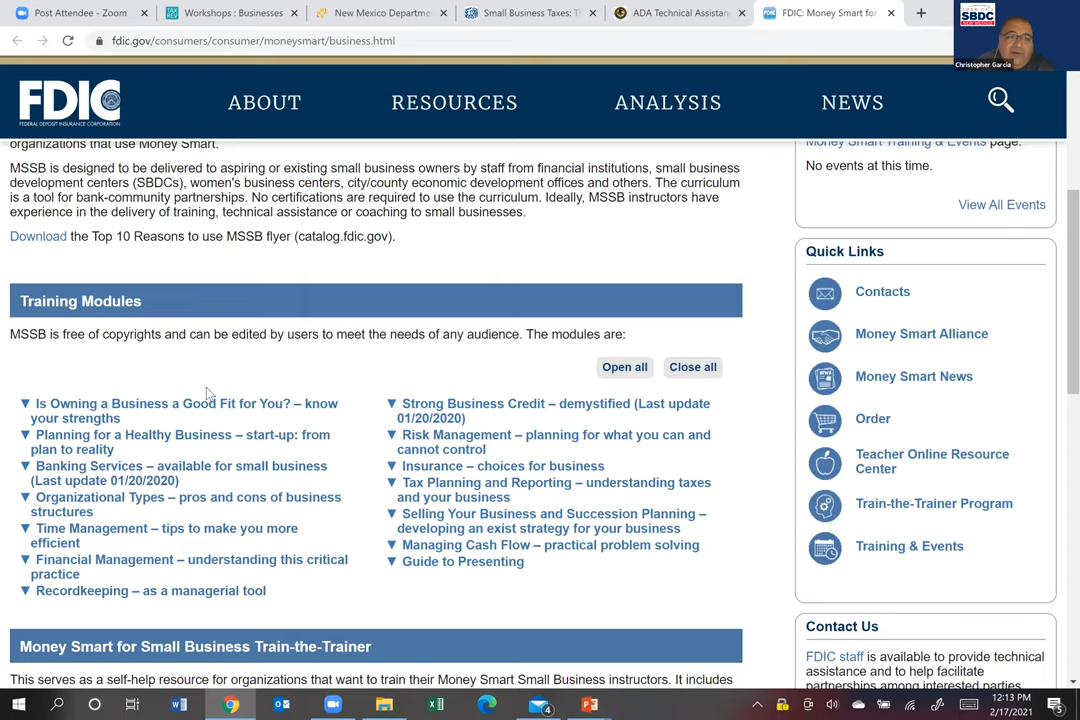 Post Attendee - Zoom
Workshops : Businesses
New Mexico Departme
Small Business Taxes: T
ADA Technical Assistan
FDIC: Money Smart for
fdic.gov/consumers/consumer/moneysmart/business.html
AMERICA'S
SBDC
NEW MEXICO
Christopher Garcia
FDIC
FEDERAL DEPOSIT INSURANCE CORPORATION
ABOUT
RESOURCES
ANALYSIS
NEWS
organizations that use Money Smart.
MSSB is designed to be delivered to aspiring or existing small business owners by staff from financial institutions, small business
development centers (SBDCs), women's business centers, city/county economic development offices and others. The curriculum
is a tool for bank-community partnerships. No certifications are required to use the curriculum. Ideally, MSSB instructors have
experience in the delivery of training, technical assistance or coaching to small businesses.
Download the Top 10 Reasons to use MSSB flyer (catalog.fdic.gov).
Training Modules
MSSB is free of copyrights and can be edited by users to meet the needs of any audience. The modules are:
Open all
Close all
▼ Is Owning a Business a Good Fit for You? – know
your strengths
▼ Planning for a Healthy Business – start-up: from
plan to reality
▼ Banking Services – available for small business
(Last update 01/20/2020)
▼ Organizational Types – pros and cons of business
structures
▼ Time Management – tips to make you more
efficient
▼ Financial Management – understanding this critical
practice
▼ Recordkeeping – as a managerial tool
▼ Strong Business Credit – demystified (Last update
01/20/2020)
▼ Risk Management – planning for what you can and
cannot control
▼ Insurance – choices for business
▼ Tax Planning and Reporting – understanding taxes
and your business
▼ Selling Your Business and Succession Planning –
developing an exist strategy for your business
▼ Managing Cash Flow – practical problem solving
▼ Guide to Presenting
Money Smart for Small Business Train-the-Trainer
This serves as a self-help resource for organizations that want to train their Money Smart Small Business instructors. It includes
Money Smart Training & Events page.
No events at this time.
View All Events
Quick Links
Contacts
Money Smart Alliance
Money Smart News
Order
Teacher Online Resource
Center
Train-the-Trainer Program
Training & Events
Contact Us
FDIC staff is available to provide technical
assistance and to help facilitate
partnerships among interested parties
4
12:13 PM
2/17/2021
5